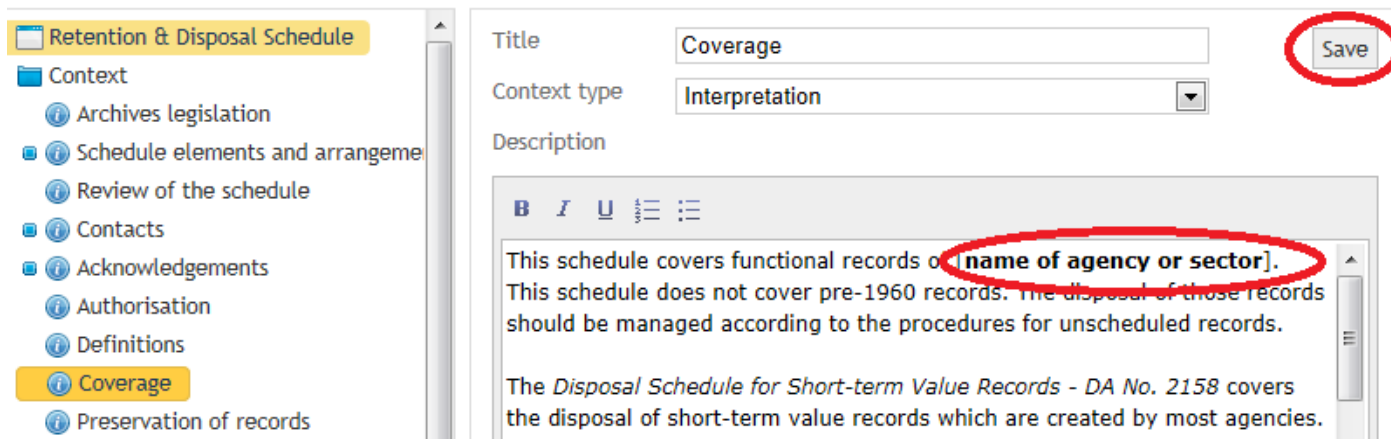 Retention & Disposal Schedule
Context
Archives legislation
Schedule elements and arrangeme
Review of the schedule
Contacts
Acknowledgements
Authorisation
Definitions
Coverage
Preservation of records
Title
Coverage
Save
Context type
Interpretation
Description
B I U
This schedule covers functional records o [name of agency or sector].
This schedule does not cover pre-1960 records. The disposal of those records
should be managed according to the procedures for unscheduled records.
The Disposal Schedule for Short-term Value Records - DA No. 2158 covers
the disposal of short-term value records which are created by most agencies.